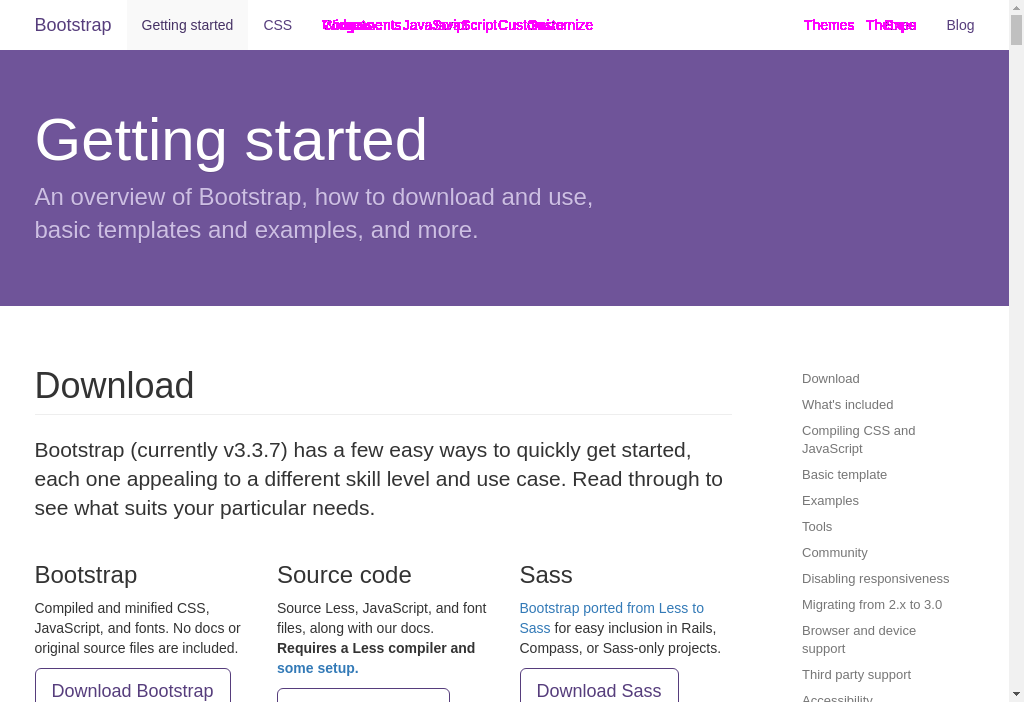 Bootstrap Getting started CSS Themes Blog
Getting started
An overview of Bootstrap, how to download and use,
basic templates and examples, and more.
Download
Bootstrap (currently v3.3.7) has a few easy ways to quickly get started,
each one appealing to a different skill level and use case. Read through to
see what suits your particular needs.
Bootstrap
Compiled and minified CSS,
JavaScript, and fonts. No docs or
original source files are included.
Download Bootstrap
Source code
Source Less, JavaScript, and font
files, along with our docs.
Requires a Less compiler and
some setup.
Sass
Bootstrap ported from Less to
Sass for easy inclusion in Rails,
Compass, or Sass-only projects.
Download Sass
Download
What's included
Compiling CSS and
JavaScript
Basic template
Examples
Tools
Community
Disabling responsiveness
Migrating from 2.x to 3.0
Browser and device
support
Third party support
Accessibility